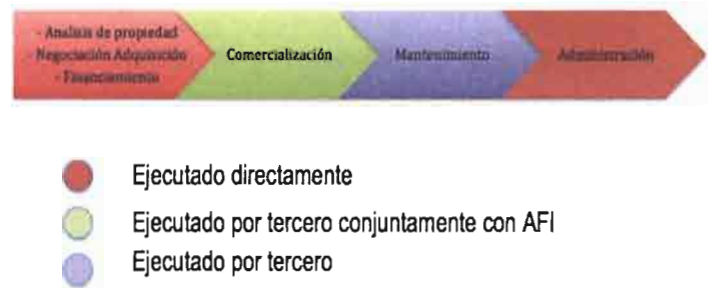 - Analisis de propiedad
- Negociación Adquisición
- Financiamiento
Comercialización
Mantenimiento
Administración
Ejecutado directamente
Ejecutado por tercero conjuntamente con AFI
Ejecutado por tercero